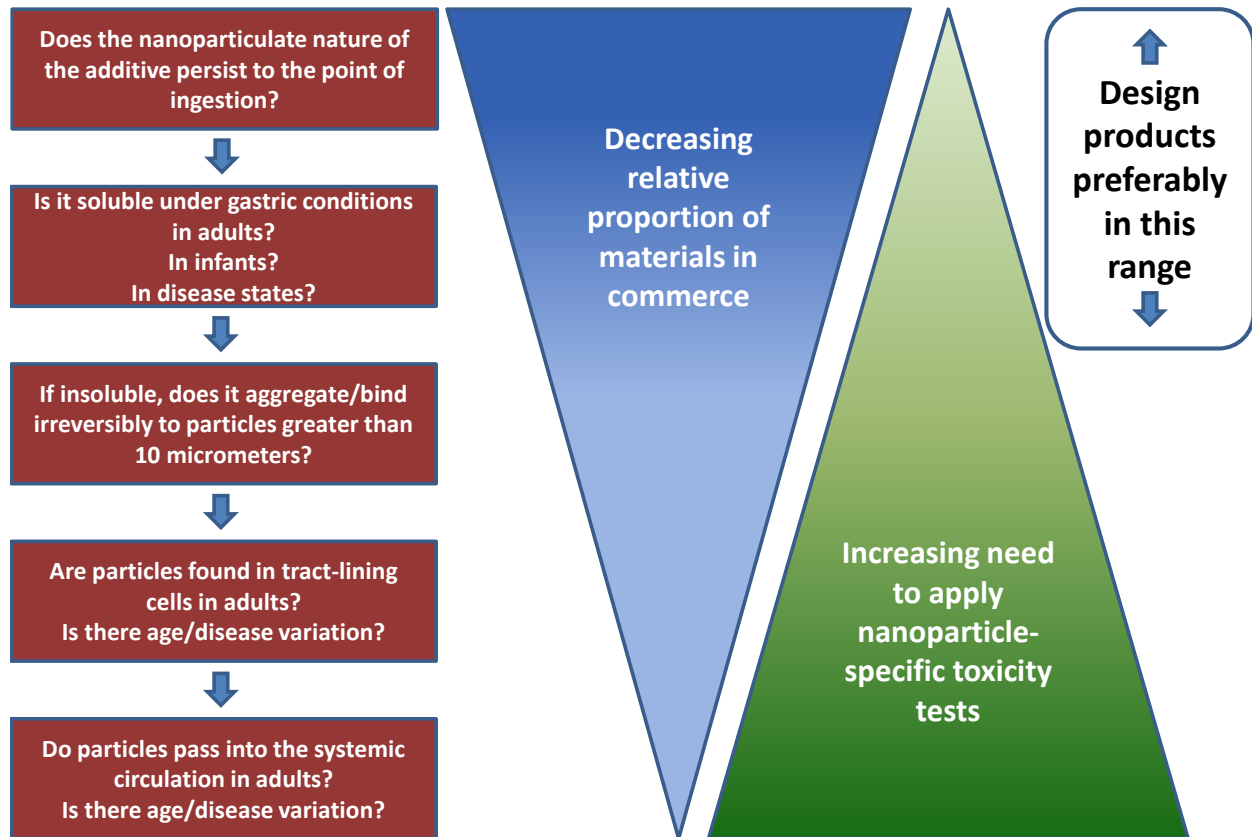 Does the nanoparticulate nature of
the additive persist to the point of
ingestion?
Is it soluble under gastric conditions
in adults?
In infants?
In disease states?
If insoluble, does it aggregate/bind
irreversibly to particles greater than
10 micrometers?
Are particles found in tract-lining
cells in adults?
Is there age/disease variation?
Do particles pass into the systemic
circulation in adults?
Is there age/disease variation?
Decreasing
relative
proportion of
materials in
commerce
Increasing need
to apply
nanoparticle-
specific toxicity
tests
Design
products
preferably
in this
range